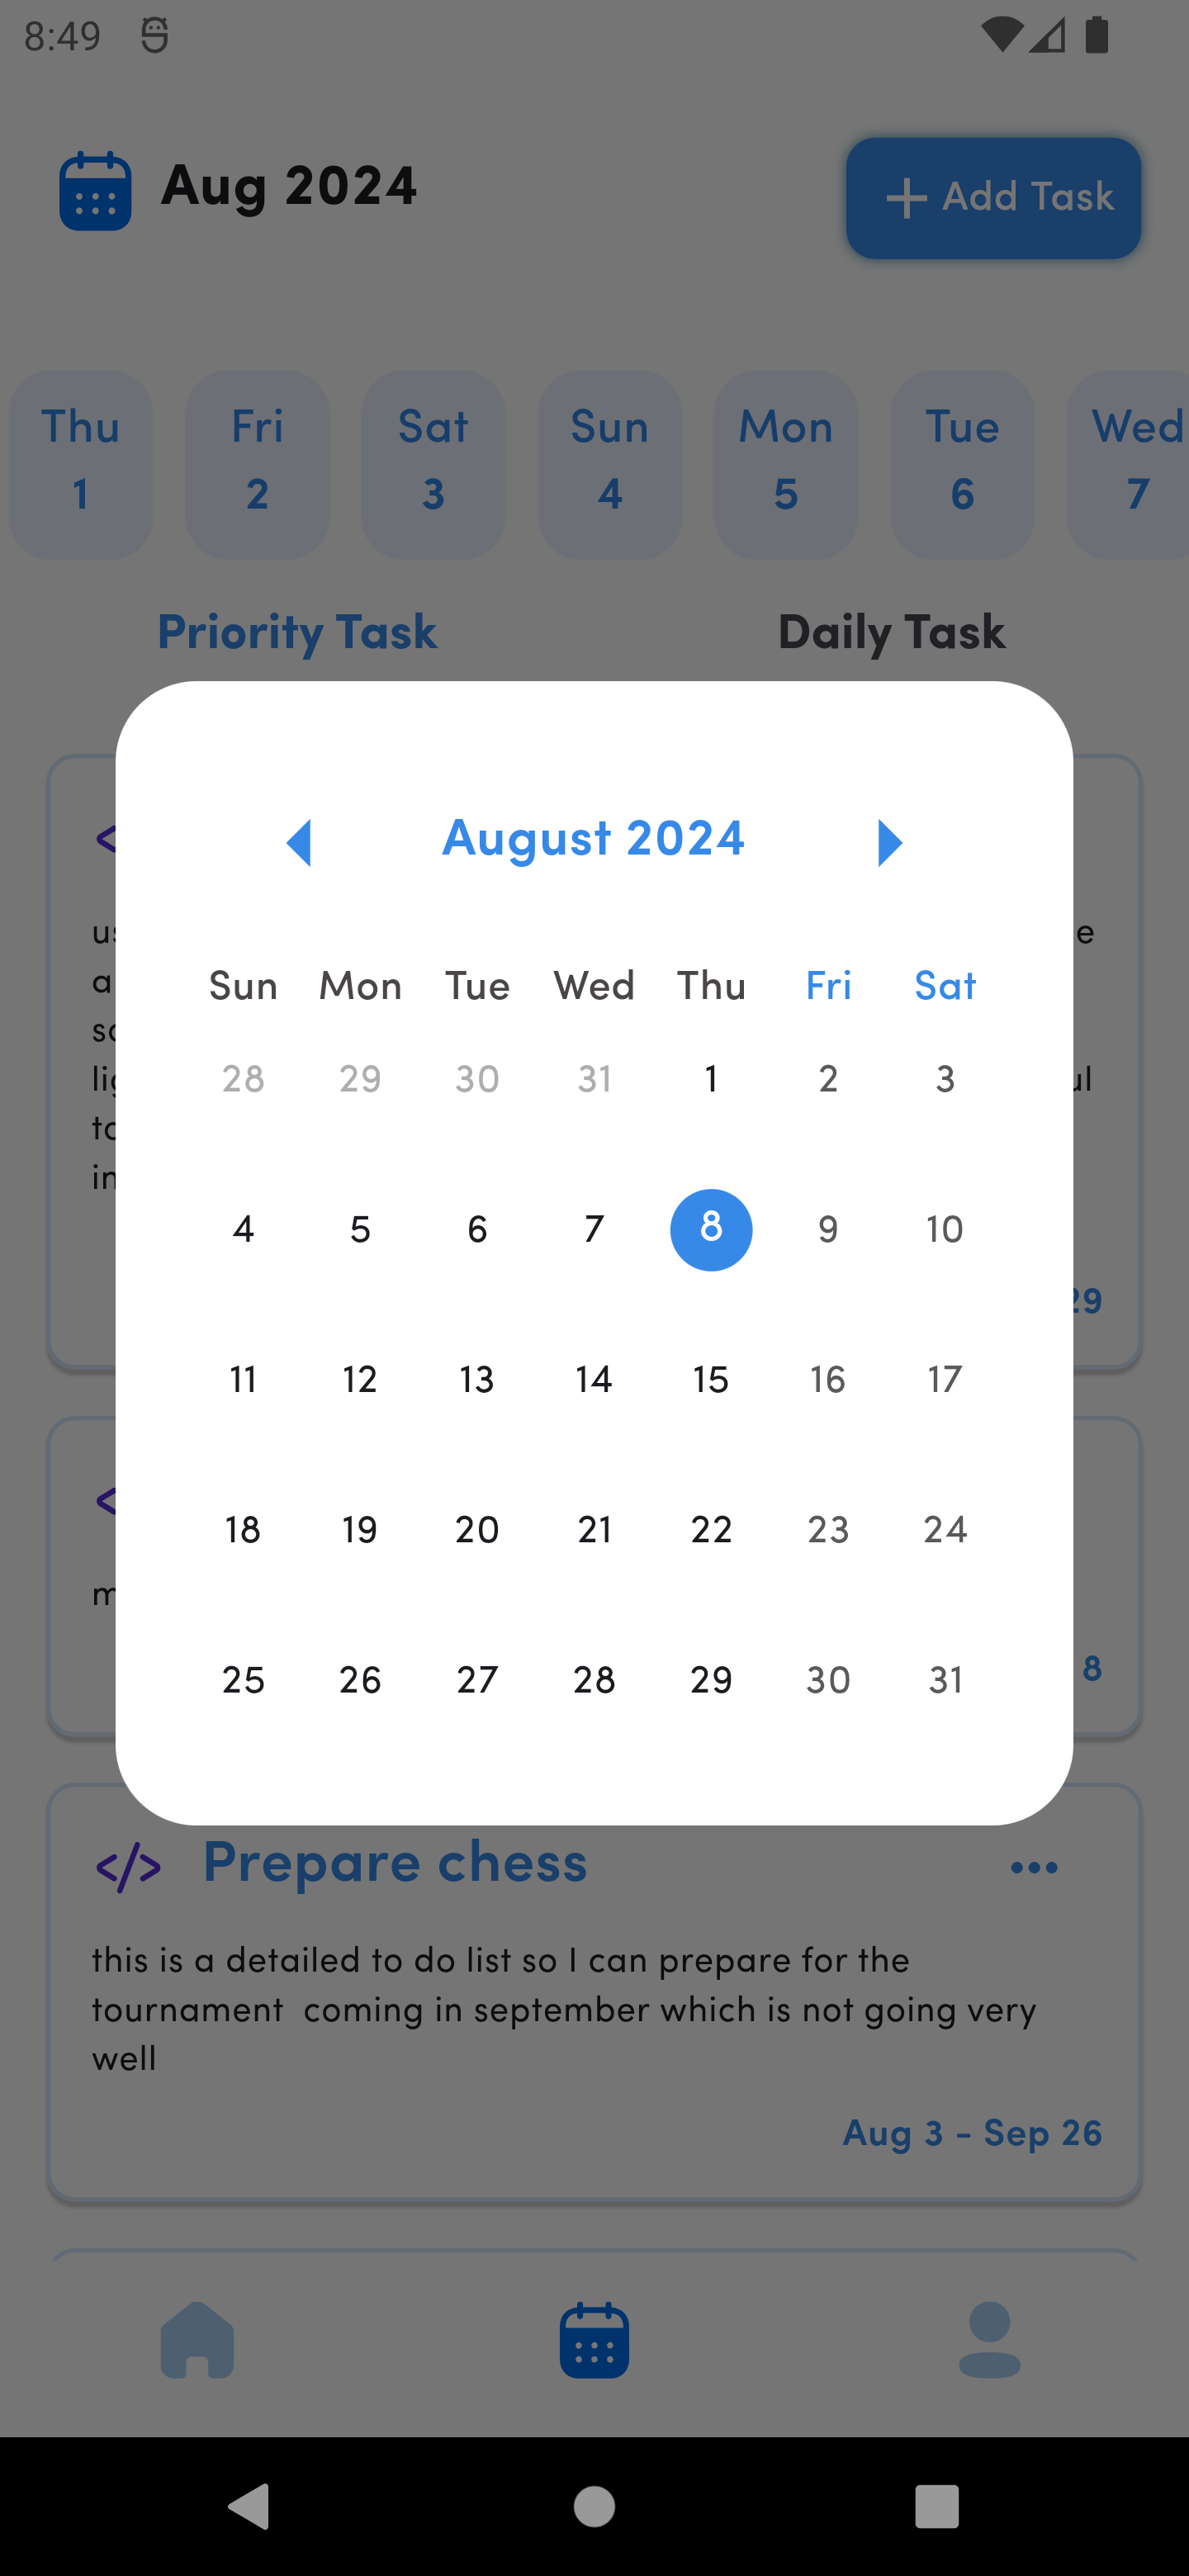 8:49
Aug 2024
+ Add Task
Thu Fri Sat Sun Mon Tue Wed
1 2 3 4 5 6 7
Priority Task Daily Task
August 2024
Sun Mon Tue Wed Thu Fri Sat
28 29 30 31 1 2 3
4 5 6 7 8 9 10
11 12 13 14 15 16 17
18 19 20 21 22 23 24
25 26 27 28 29 30 31
29
8
</> Prepare chess
this is a detailed to do list so I can prepare for the
tournament coming in september which is not going very
well
Aug 3 - Sep 26